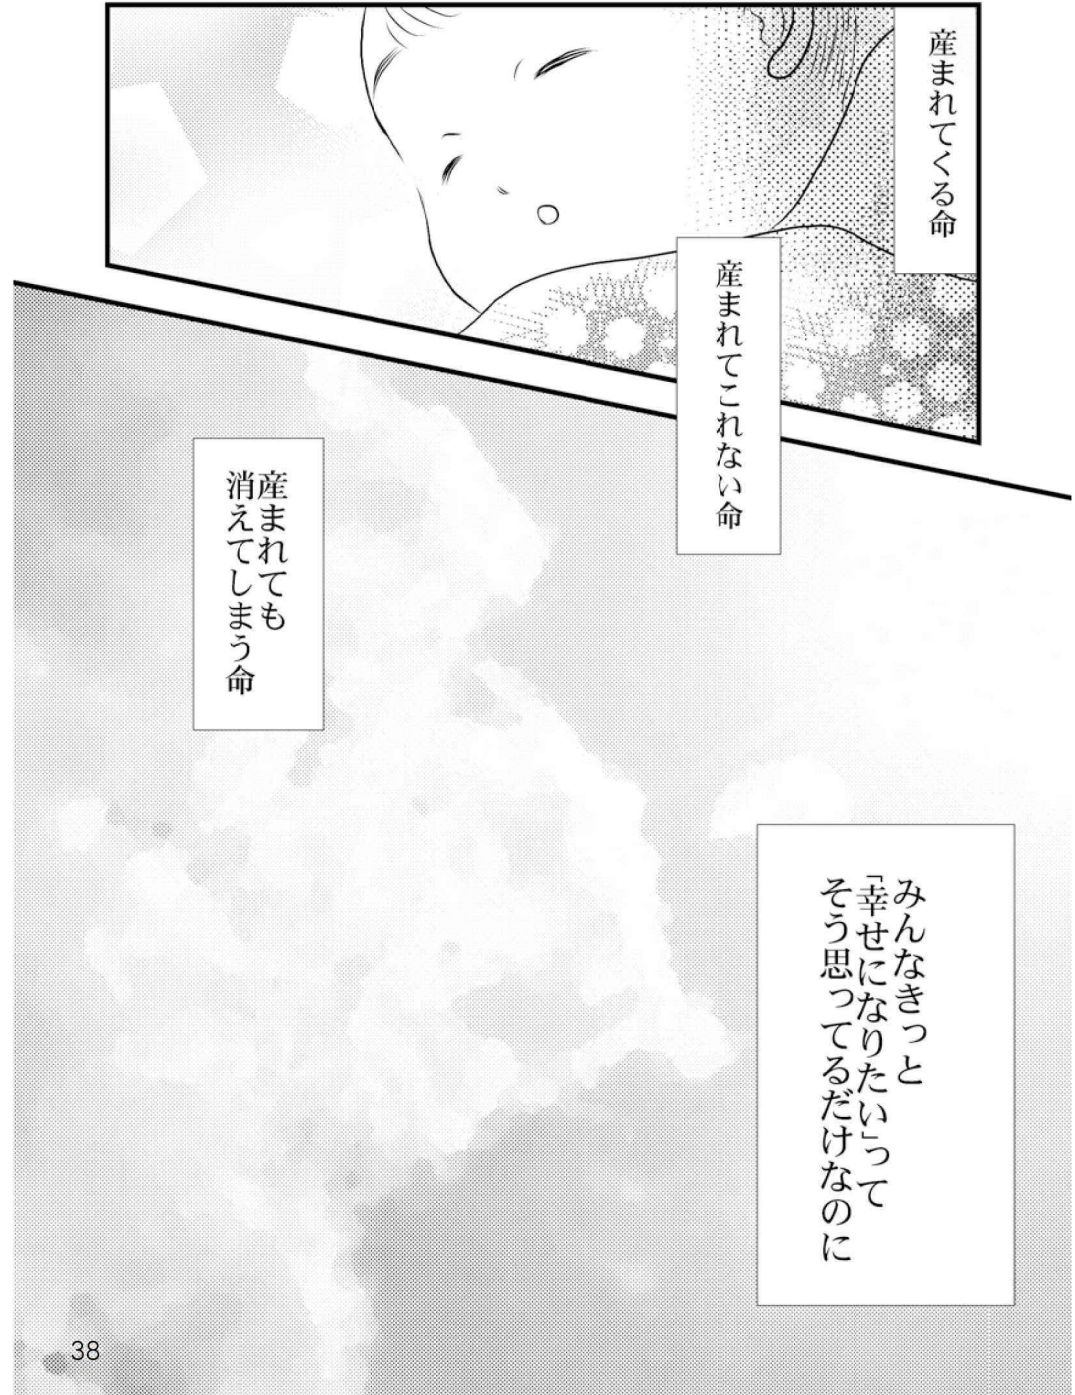 産まれてくる命
産まれてこれない命
産まれても
消えてしまう命
みんなきっと
「幸せになりたい」って
そう思ってるだけなのに
38